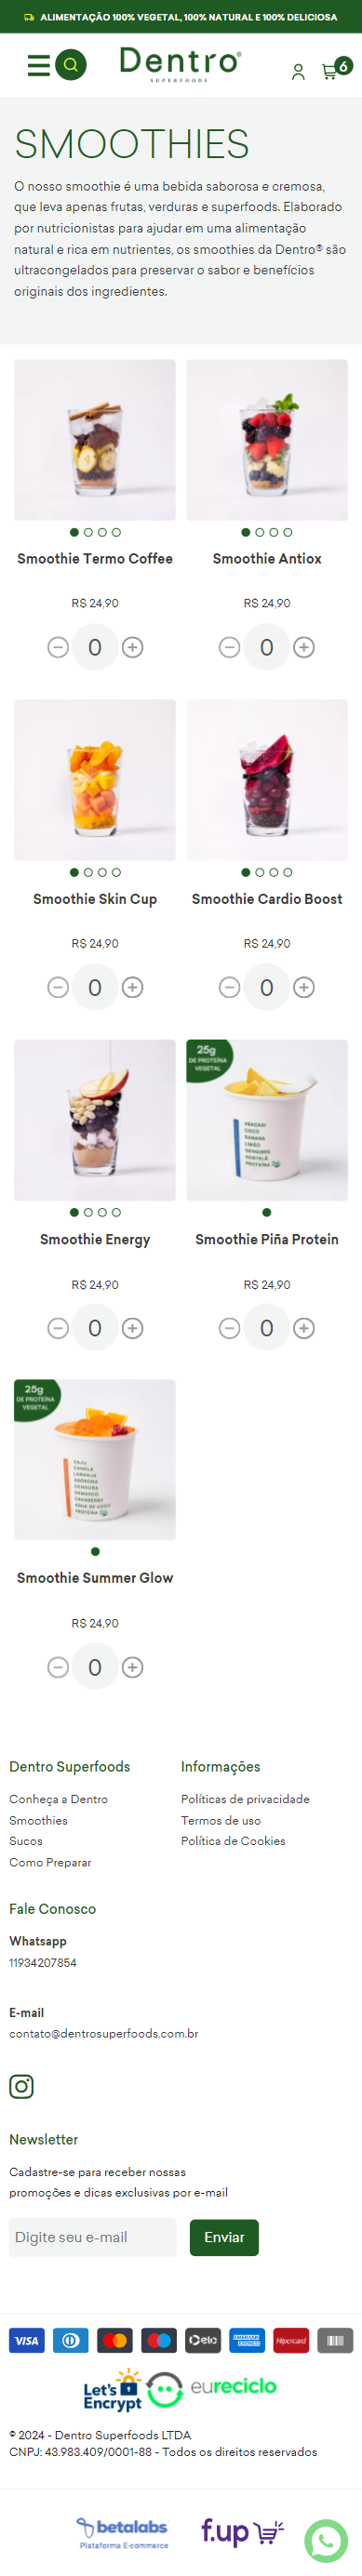 ALIMENTAÇÃO 100% VEGETAL, 100% NATURAL E 100% DELICIOSA
Dentro®
SUPERFOODS
6
SMOOTHIES
O nosso smoothie é uma bebida saborosa e cremosa,
que leva apenas frutas, verduras e superfoods. Elaborado
por nutricionistas para ajudar em uma alimentação
natural e rica em nutrientes, os smoothies da Dentro® são
ultracongelados para preservar o sabor e benefícios
originais dos ingredientes.
Smoothie Termo Coffee
R$ 24,90
0
Smoothie Antiox
R$ 24,90
0
Smoothie Skin Cup
R$ 24,90
0
Smoothie Cardio Boost
R$ 24,90
0
Smoothie Energy
R$ 24,90
0
25g
DE PROTEÍNA
VEGETAL
ABACAXI
COCO
BANANA
LIMÃO
GENGIBRE
HORTELÃ
PROTEÍNA
Smoothie Piña Protein
R$ 24,90
0
25g
DE PROTEÍNA
VEGETAL
CAJU
CANELA
LARANJA
ABÓBORA
CENOURA
DAMASCO
CRANBERRY
ÁGUA DE COCO
PROTEÍNA
Smoothie Summer Glow
R$ 24,90
0
Dentro Superfoods
Conheça a Dentro
Smoothies
Sucos
Como Preparar
Informações
Políticas de privacidade
Termos de uso
Política de Cookies
Fale Conosco
Whatsapp
11934207854
E-mail
contato@dentrosuperfoods.com.br
Newsletter
Cadastre-se para receber nossas
promoções e dicas exclusivas por e-mail
Digite seu e-mail
Enviar
VISA
Diners Club
elo
AMERICAN EXPRESS
Hipercard
Let's Encrypt
eureciclo
© 2024 - Dentro Superfoods LTDA
CNPJ: 43.983.409/0001-88 - Todos os direitos reservados
betalabs
Plataforma E-commerce
f.up